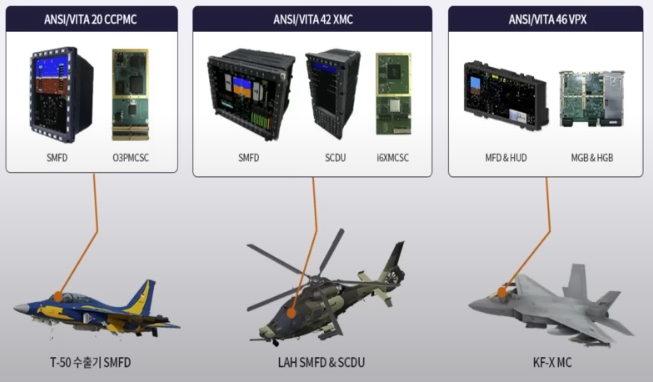 ANSI/VITA 20 CCPMC
SMFD
O3PMCSC
ANSI/VITA 42 XMC
SMFD
SCDU
i6XMCSC
ANSI/VITA 46 VPX
MFD & HUD
MGB & HGB
T-50 수출기 SMFD
LAH SMFD & SCDU
KF-X MC